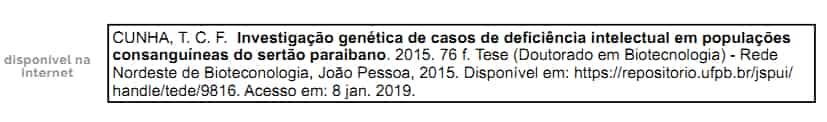 disponível na
Internet
CUNHA, T. C. F. Investigação genética de casos de deficiência intelectual em populações
consanguíneas do sertão paraibano. 2015. 76 f. Tese (Doutorado em Biotecnologia) - Rede
Nordeste de Bioteconologia, João Pessoa, 2015. Disponível em: https://repositorio.ufpb.br/jspui/
handle/tede/9816. Acesso em: 8 jan. 2019.